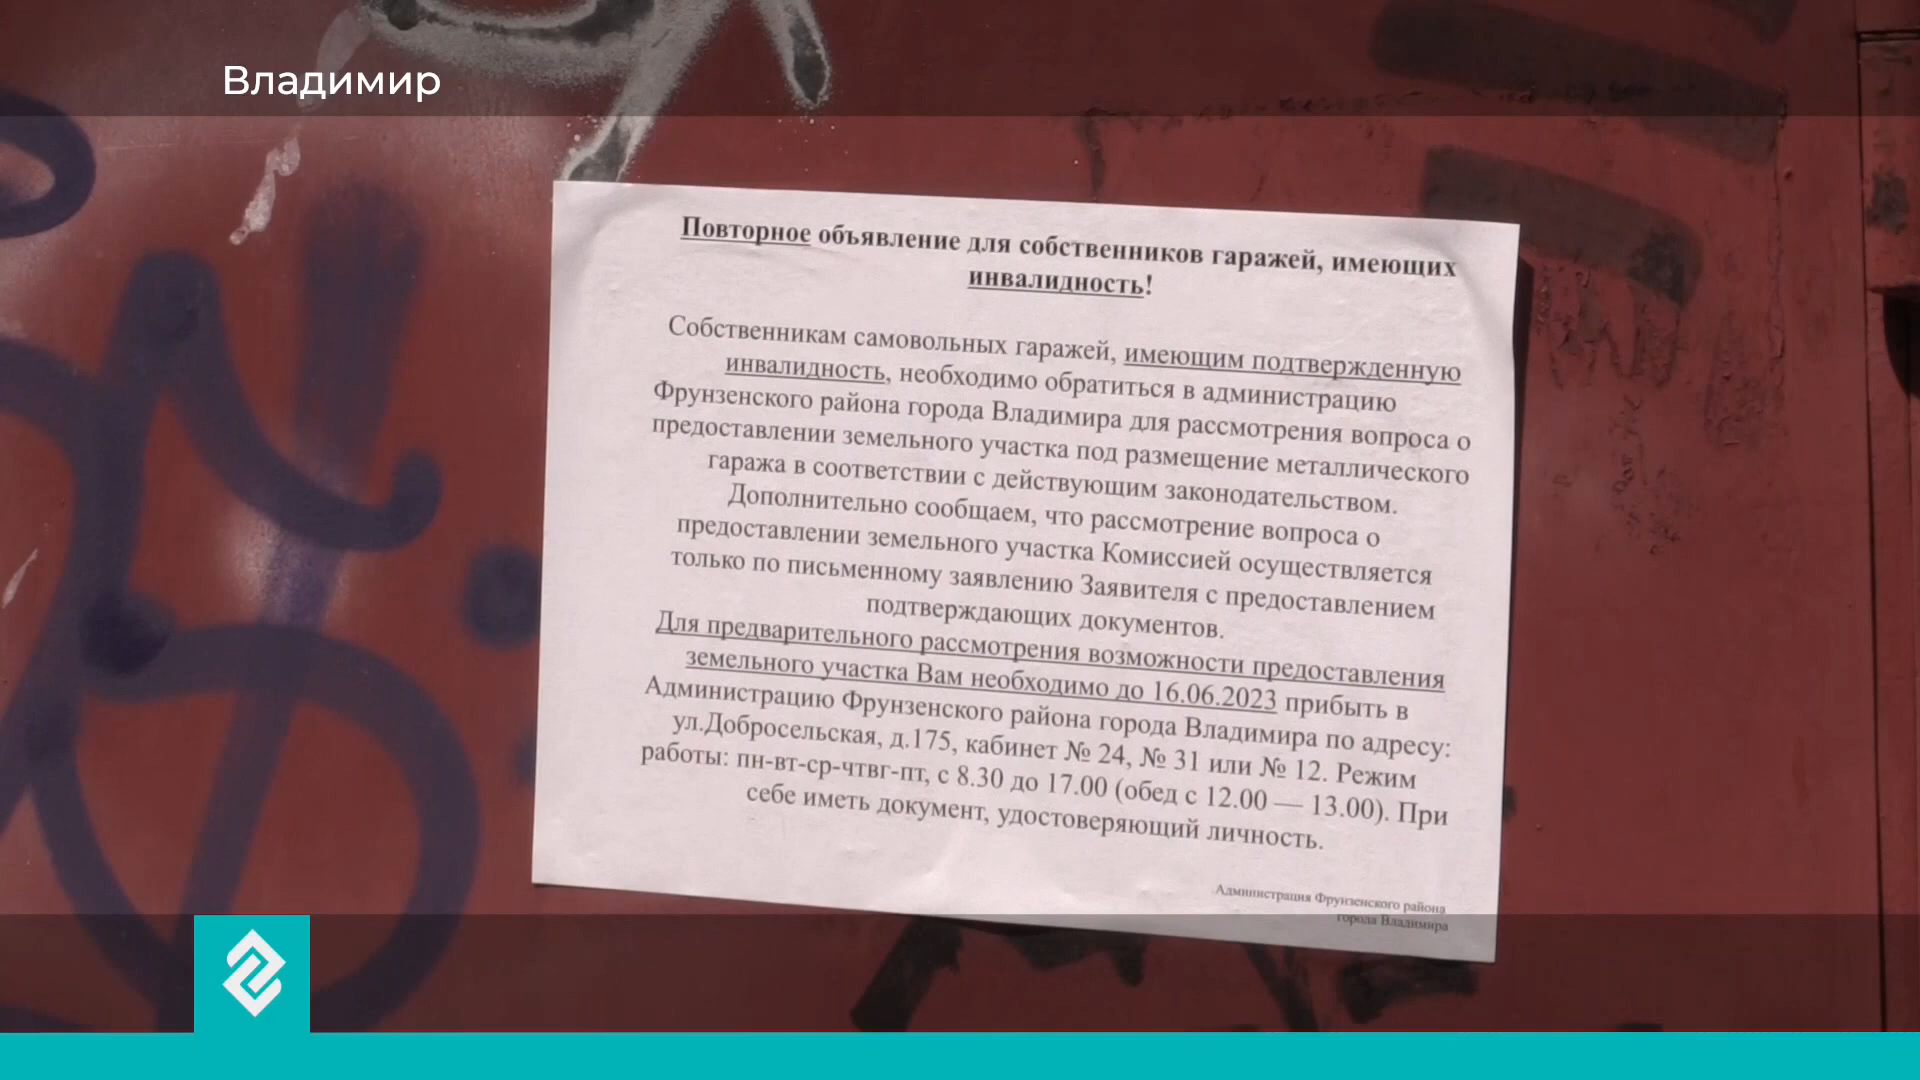 Владимир
Повторное объявление для собственников гаражей, имеющих
инвалидность!
Собственникам самовольных гаражей, имеющим подтвержденную
инвалидность, необходимо обратиться в администрацию
Фрунзенского района города Владимира для рассмотрения вопроса о
предоставлении земельного участка под размещение металлического
гаража в соответствии с действующим законодательством.
Дополнительно сообщаем, что рассмотрение вопроса о
предоставлении земельного участка Комиссией осуществляется
только по письменному заявлению Заявителя с предоставлением
подтверждающих документов.
Для предварительного рассмотрения возможности предоставления
земельного участка Вам необходимо до 16.06.2023 прибыть в
Администрацию Фрунзенского района города Владимира по адресу:
ул.Добросельская, д.175, кабинет № 24, № 31 или № 12. Режим
работы: пн-вт-ср-чтвг-пт, с 8.30 до 17.00 (обед с 12.00 — 13.00). При
себе иметь документ, удостоверяющий личность.
Администрация Фрунзенского района
города Владимира